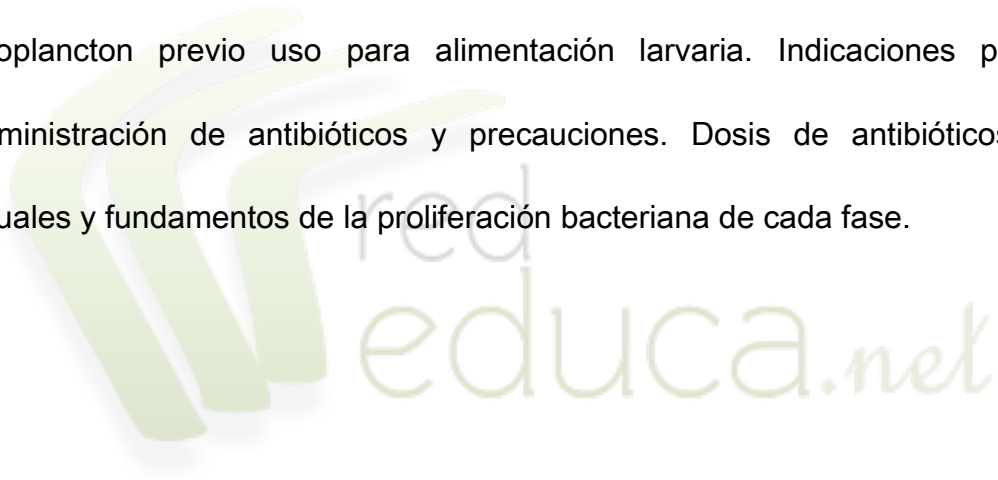 oplancton previo uso para alimentación larvaria. Indicaciones p
ministración de antibióticos y precauciones. Dosis de antibióticos
uales y fundamentos de la proliferación bacteriana de cada fase.
red
educa.net